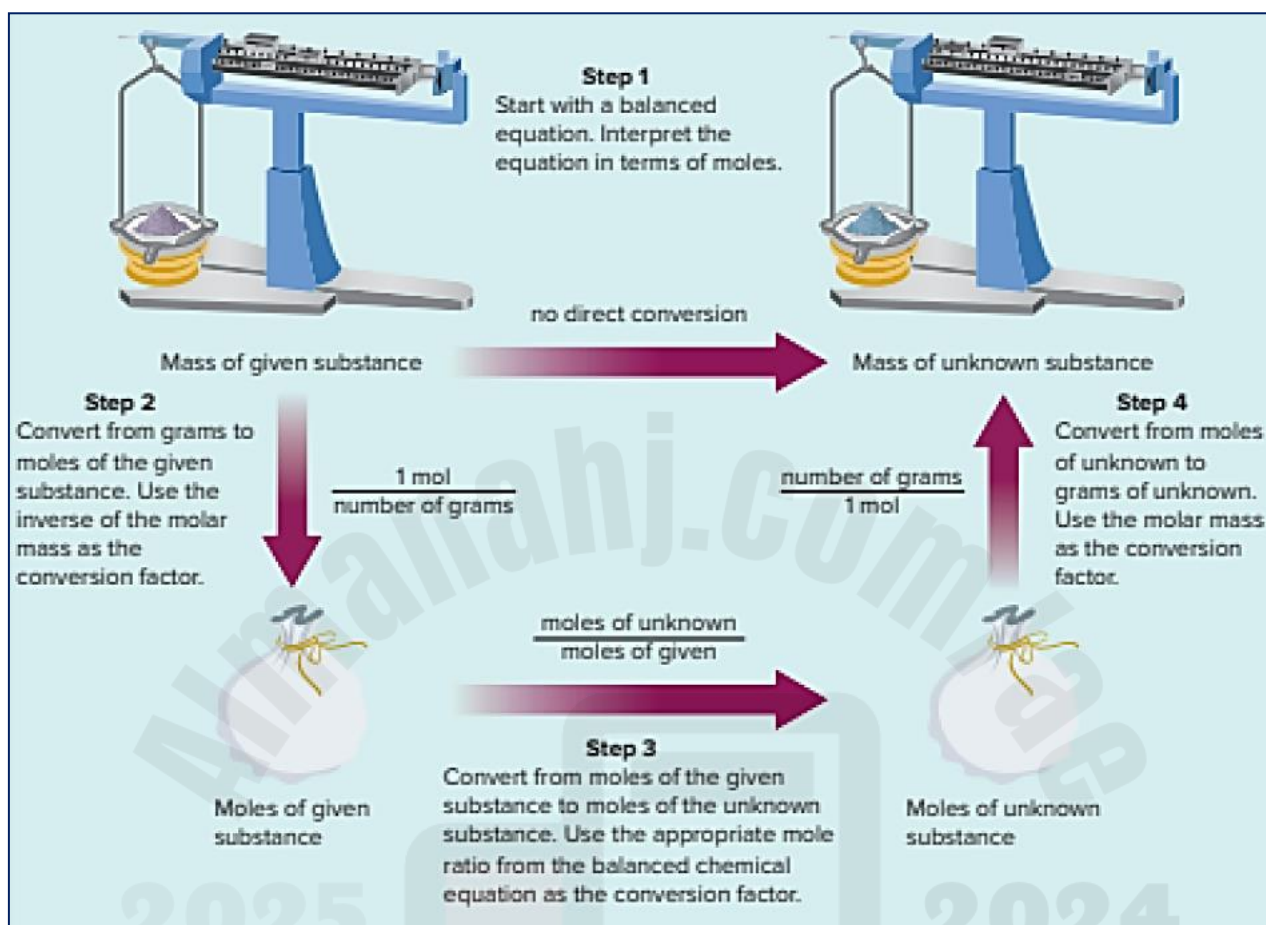 Step 1
Start with a balanced
equation. Interpret the
equation in terms of moles.
no direct conversion
Mass of given substance
Mass of unknown substance
Step 2
Convert from grams to
moles of the given
substance. Use the
inverse of the molar
mass as the
conversion factor.
1 mol
number of grams
number of grams
1 mol
Step 4
Convert from moles
of unknown to
grams of unknown.
Use the molar mass
as the conversion
factor.
moles of unknown
moles of given
Step 3
Convert from moles of the given
substance to moles of the unknown
substance. Use the appropriate mole
ratio from the balanced chemical
equation as the conversion factor.
Moles of given
substance
Moles of unknown
substance
Almanahj.com/ae
2025
2024